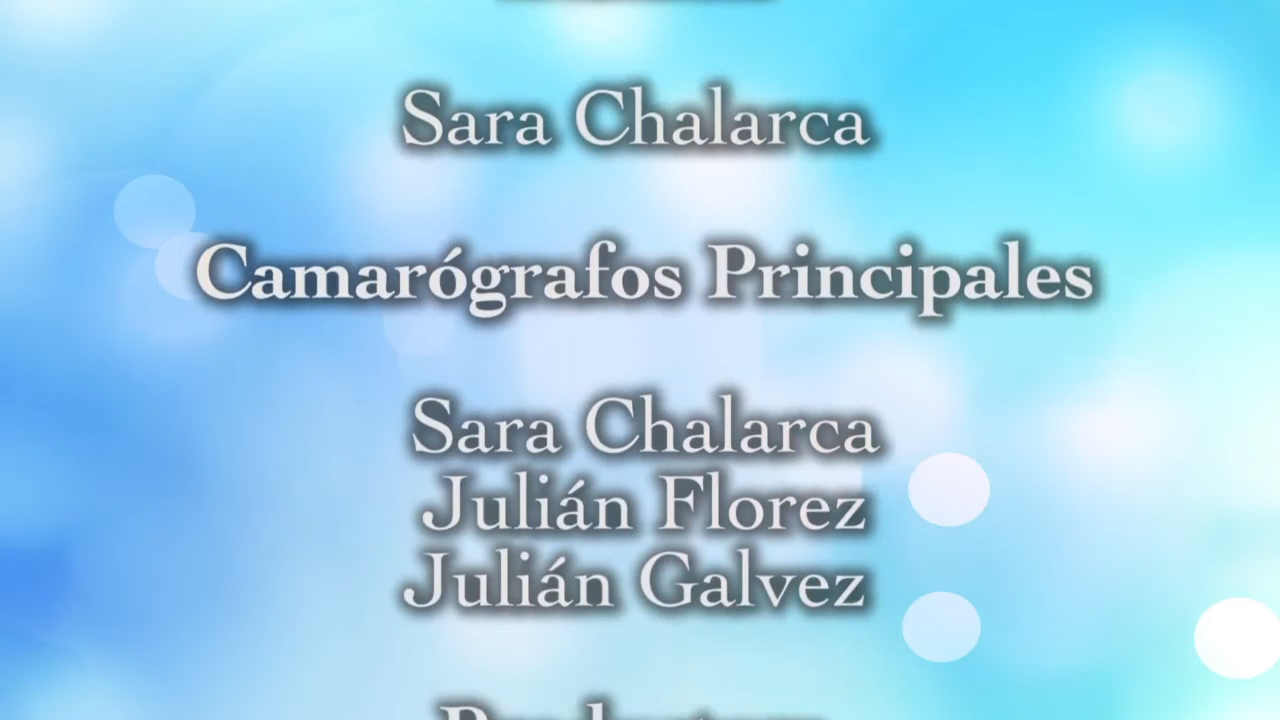 Sara Chalarca
Camarógrafos Principales
Sara Chalarca
Julián Florez
Julián Galvez